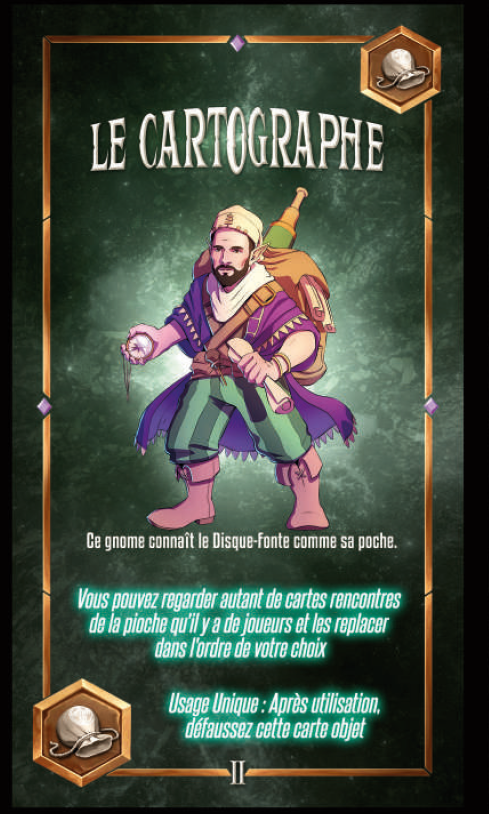 LE CARTOGRAPHE
Ce gnome connaît le Disque-Fonte comme sa poche.
Vous pouvez regarder autant de cartes rencontres
de la pioche qu'il y a de joueurs et les replacer
dans l'ordre de votre choix
Usage Unique : Après utilisation,
défaussez cette carte objet
II